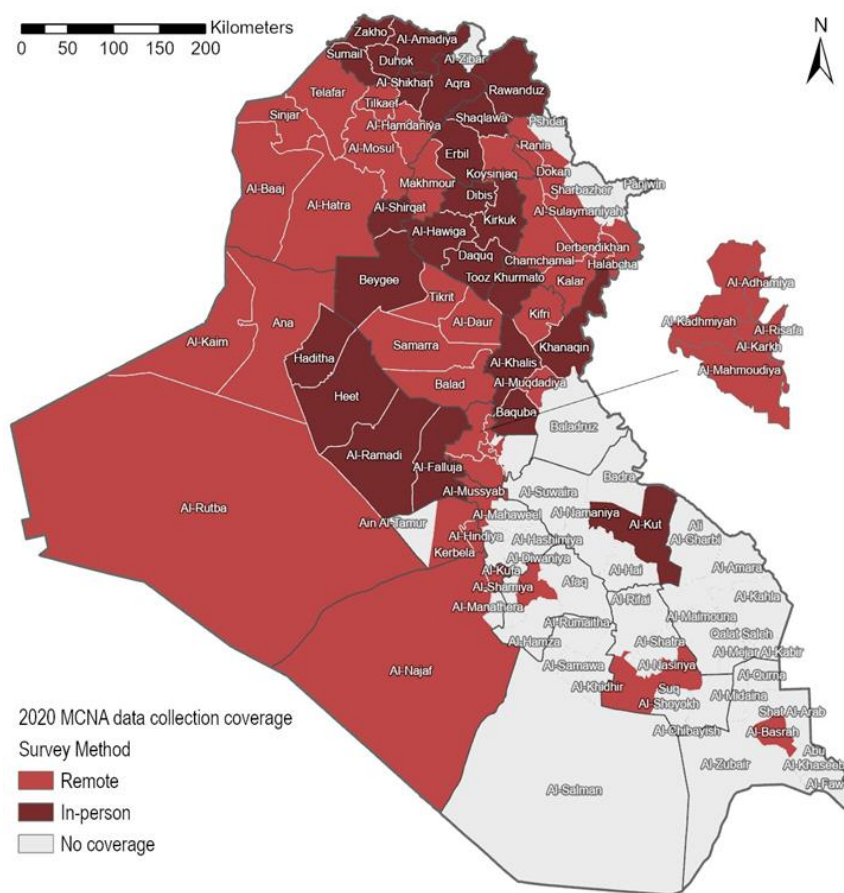 0 50 100 150 200 Kilometers
N
Zakho
Al-Amadiya
Al-Zibar
Sumail
Duhok
Al-Shikhan
Aqra
Rawanduz
Telafar
Tilkaef
Shaqlawa
Pshdar
Sinjar
Al-Hamdaniya
Al-Mosul
Erbil
Rania
Koysinjaq
Dokan
Al-Baaj
Makhmour
Dibis
Sharbazher
Panjwin
Al-Hatra
Al-Shirqat
Kirkuk
Al-Sulaymaniyah
Al-Hawiga
Daquq
Chamchamal
Derbendikhan
Halabcha
Beygee
Tooz Khurmato
Kalar
Tikrit
Al-Kaim
Ana
Al-Daur
Kifri
Haditha
Samarra
Khanaqin
Al-Khalis
Heet
Balad
Al-Muqdadiya
Baquba
Baladruz
Al-Adhamiya
Al-Kadhmiyah
Al-Risafa
Al-Karkh
Al-Mahmoudiya
Al-Ramadi
Al-Falluja
Badra
Al-Rutba
Al-Mussyab
Al-Suwaira
Ain Al-Tamur
Al-Mahaweel
Al-Namaniya
Al-Kut
Ali
Al-Gharbi
Al-Hindiya
Al-Hashimiya
Kerbela
Al-Diwaniya
Al-Kufa
Afaq
Al-Hai
Al-Amara
Al-Shamiya
Al-Kahla
Al-Manathera
Al-Rifai
Al-Rumaitha
Al-Maimouna
Qalat Saleh
Al-Hamza
Al-Shatra
Al-Mejar Al-Kabir
Al-Najaf
Al-Samawa
Al-Nasiriya
Al-Qurna
Al-Khidhir
Suq
Al-Shoyokh
Al-Midaina
Shat Al-Arab
Al-Chibayish
Al-Basrah
Abu
Al-Khaseeb
Al-Zubair
Al-Faw
Al-Salman
2020 MCNA data collection coverage
Survey Method
Remote
In-person
No coverage